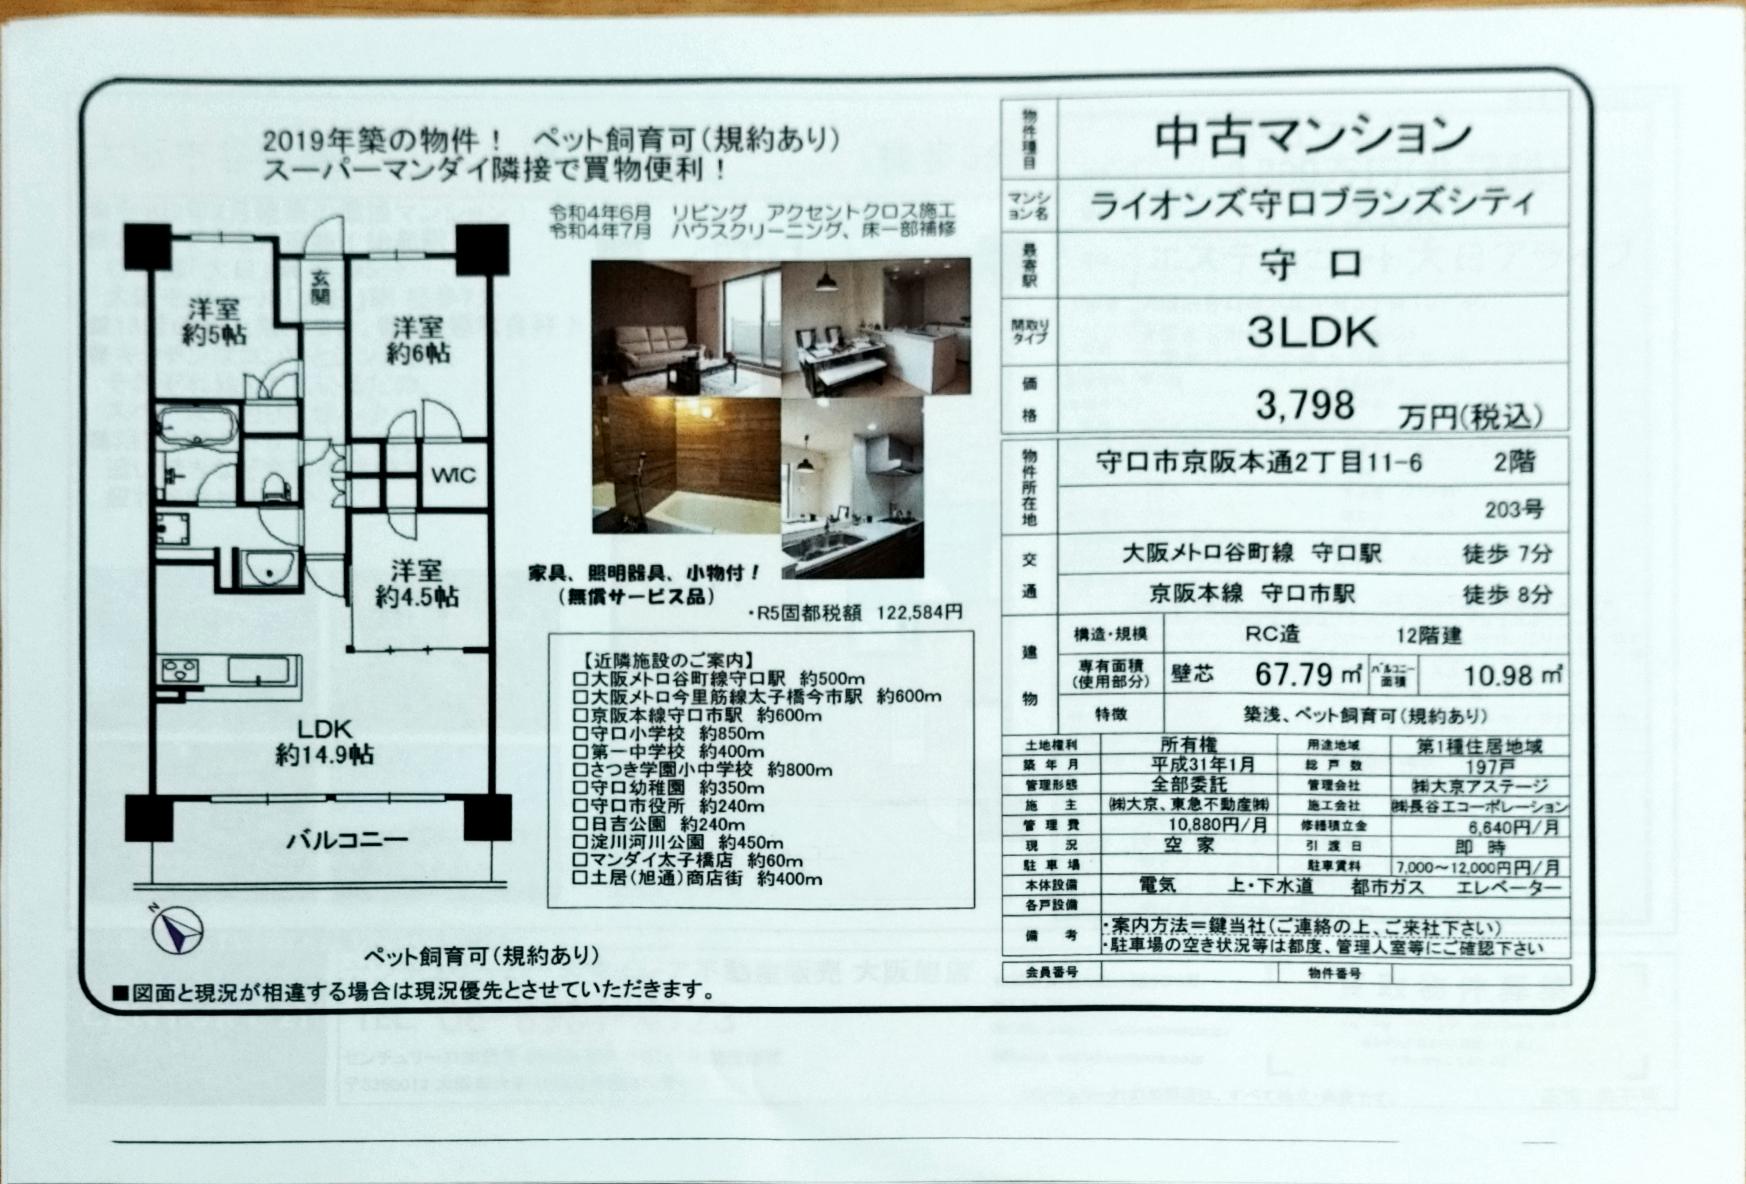 2019年築の物件！ ペット飼育可（規約あり）
スーパーマンダイ隣接で買物便利！
令和4年6月 リビング アクセントクロス施工
令和4年7月 ハウスクリーニング、床一部補修
玄関
洋室
約5帖
洋室
約6帖
WIC
洋室
約4.5帖
LDK
約14.9帖
バルコニー
N
ペット飼育可（規約あり）
■図面と現況が相違する場合は現況優先とさせていただきます。
家具、照明器具、小物付！
（無償サービス品）
・R5固都税額 122,584円
【近隣施設のご案内】
□大阪メトロ谷町線守口駅 約500m
□大阪メトロ今里筋線太子橋今市駅 約600m
□京阪本線守口市駅 約600m
□守口小学校 約850m
□第一中学校 約400m
□さつき学園小中学校 約800m
□守口幼稚園 約350m
□守口市役所 約240m
□日吉公園 約240m
□淀川河川公園 約450m
□マンダイ太子橋店 約60m
□土居（旭通）商店街 約400m
物件種目 中古マンション
マンション名 ライオンズ守口ブランズシティ
最寄駅 守口
間取りタイプ 3LDK
価格 3,798 万円(税込)
物件所在地 守口市京阪本通2丁目11-6 2階
203号
交通 大阪メトロ谷町線 守口駅 徒歩 7分
京阪本線 守口市駅 徒歩 8分
建物 構造・規模 RC造 12階建
専有面積(使用部分) 壁芯 67.79 ㎡ バルコニー面積 10.98 ㎡
特徴 築浅、ペット飼育可（規約あり）
土地権利 所有権 用途地域 第1種住居地域
築年月 平成31年1月 総戸数 197戸
管理形態 全部委託 管理会社 ㈱大京アステージ
施主 ㈱大京、東急不動産㈱ 施工会社 ㈱長谷工コーポレーション
管理費 10,880円/月 修繕積立金 6,640円/月
現況 空家 引渡日 即時
駐車場 駐車賃料 7,000～12,000円円/月
本体設備 電気 上・下水道 都市ガス エレベーター
各戸設備
備考 ・案内方法＝鍵当社（ご連絡の上、ご来社下さい）
・駐車場の空き状況等は都度、管理人室等にご確認下さい
会員番号 物件番号